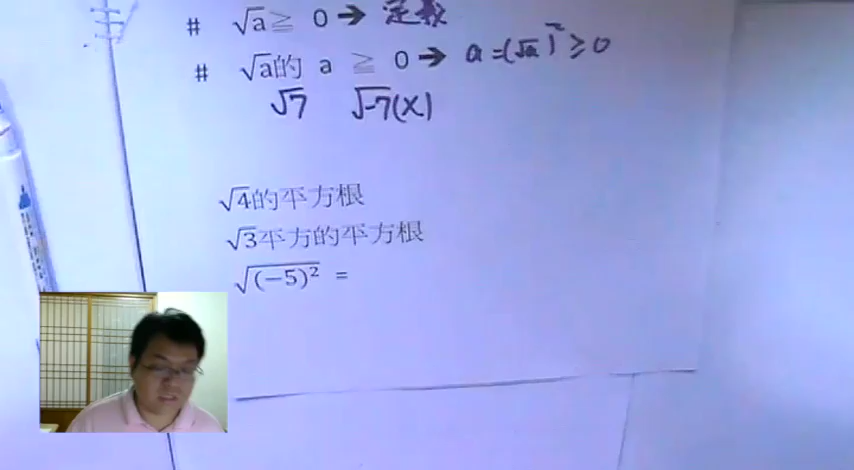 # √a ≧ 0 → 定義
# √a的 a ≧ 0 → a = (√a)² ≥ 0
√7 √-7 (X)
√4的平方根
√3平方的平方根
√(−5)² =